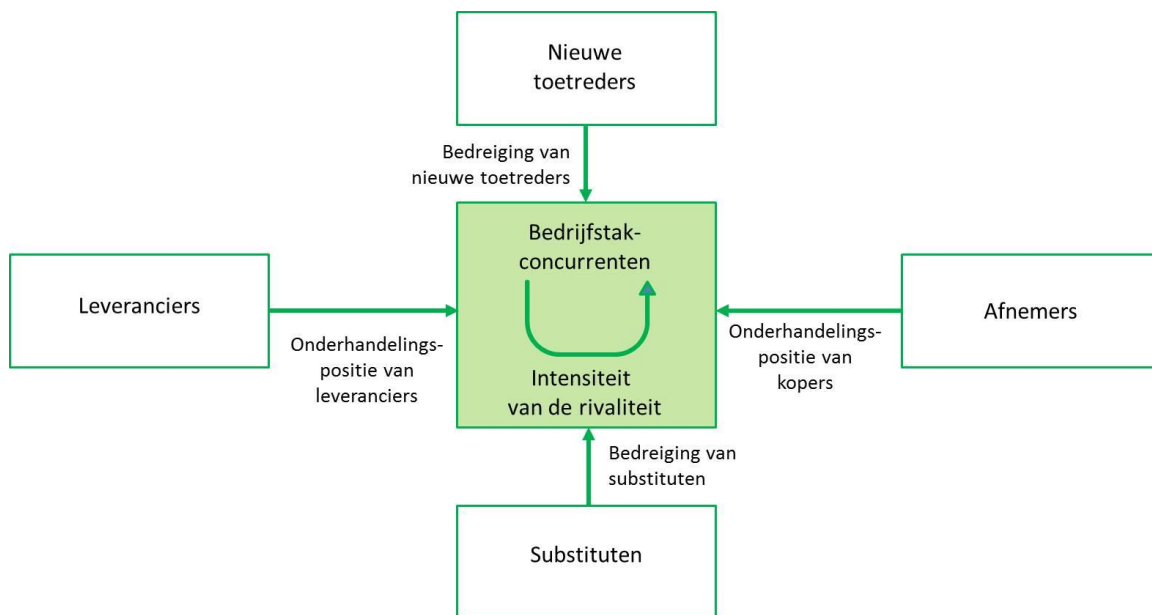 Nieuwe
toetreders
Bedreiging van
nieuwe toetreders
Bedrijfstak-
concurrenten
Leveranciers
Afnemers
Onderhandelings-
positie van
leveranciers
Onderhandelings-
positie van
kopers
Intensiteit
van de rivaliteit
Bedreiging van
substituten
Substituten